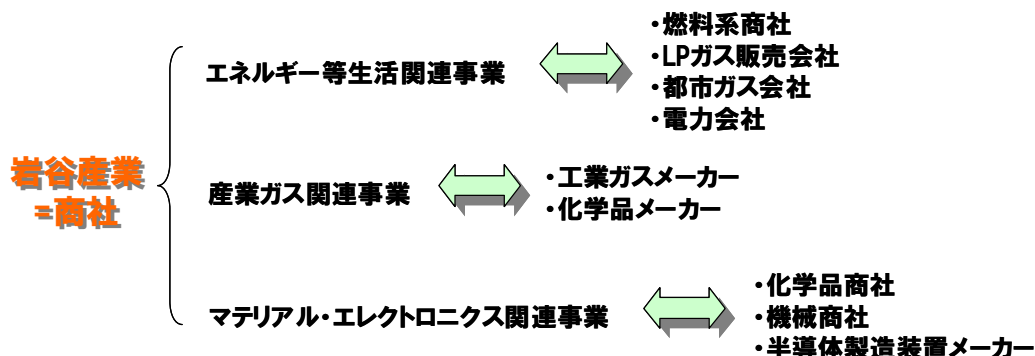 岩谷産業
=商社
エネルギー等生活関連事業
・燃料系商社
・LPガス販売会社
・都市ガス会社
・電力会社
産業ガス関連事業
・工業ガスメーカー
・化学品メーカー
マテリアル・エレクトロニクス関連事業
・化学品商社
・機械商社
・半導体製造装置メーカー